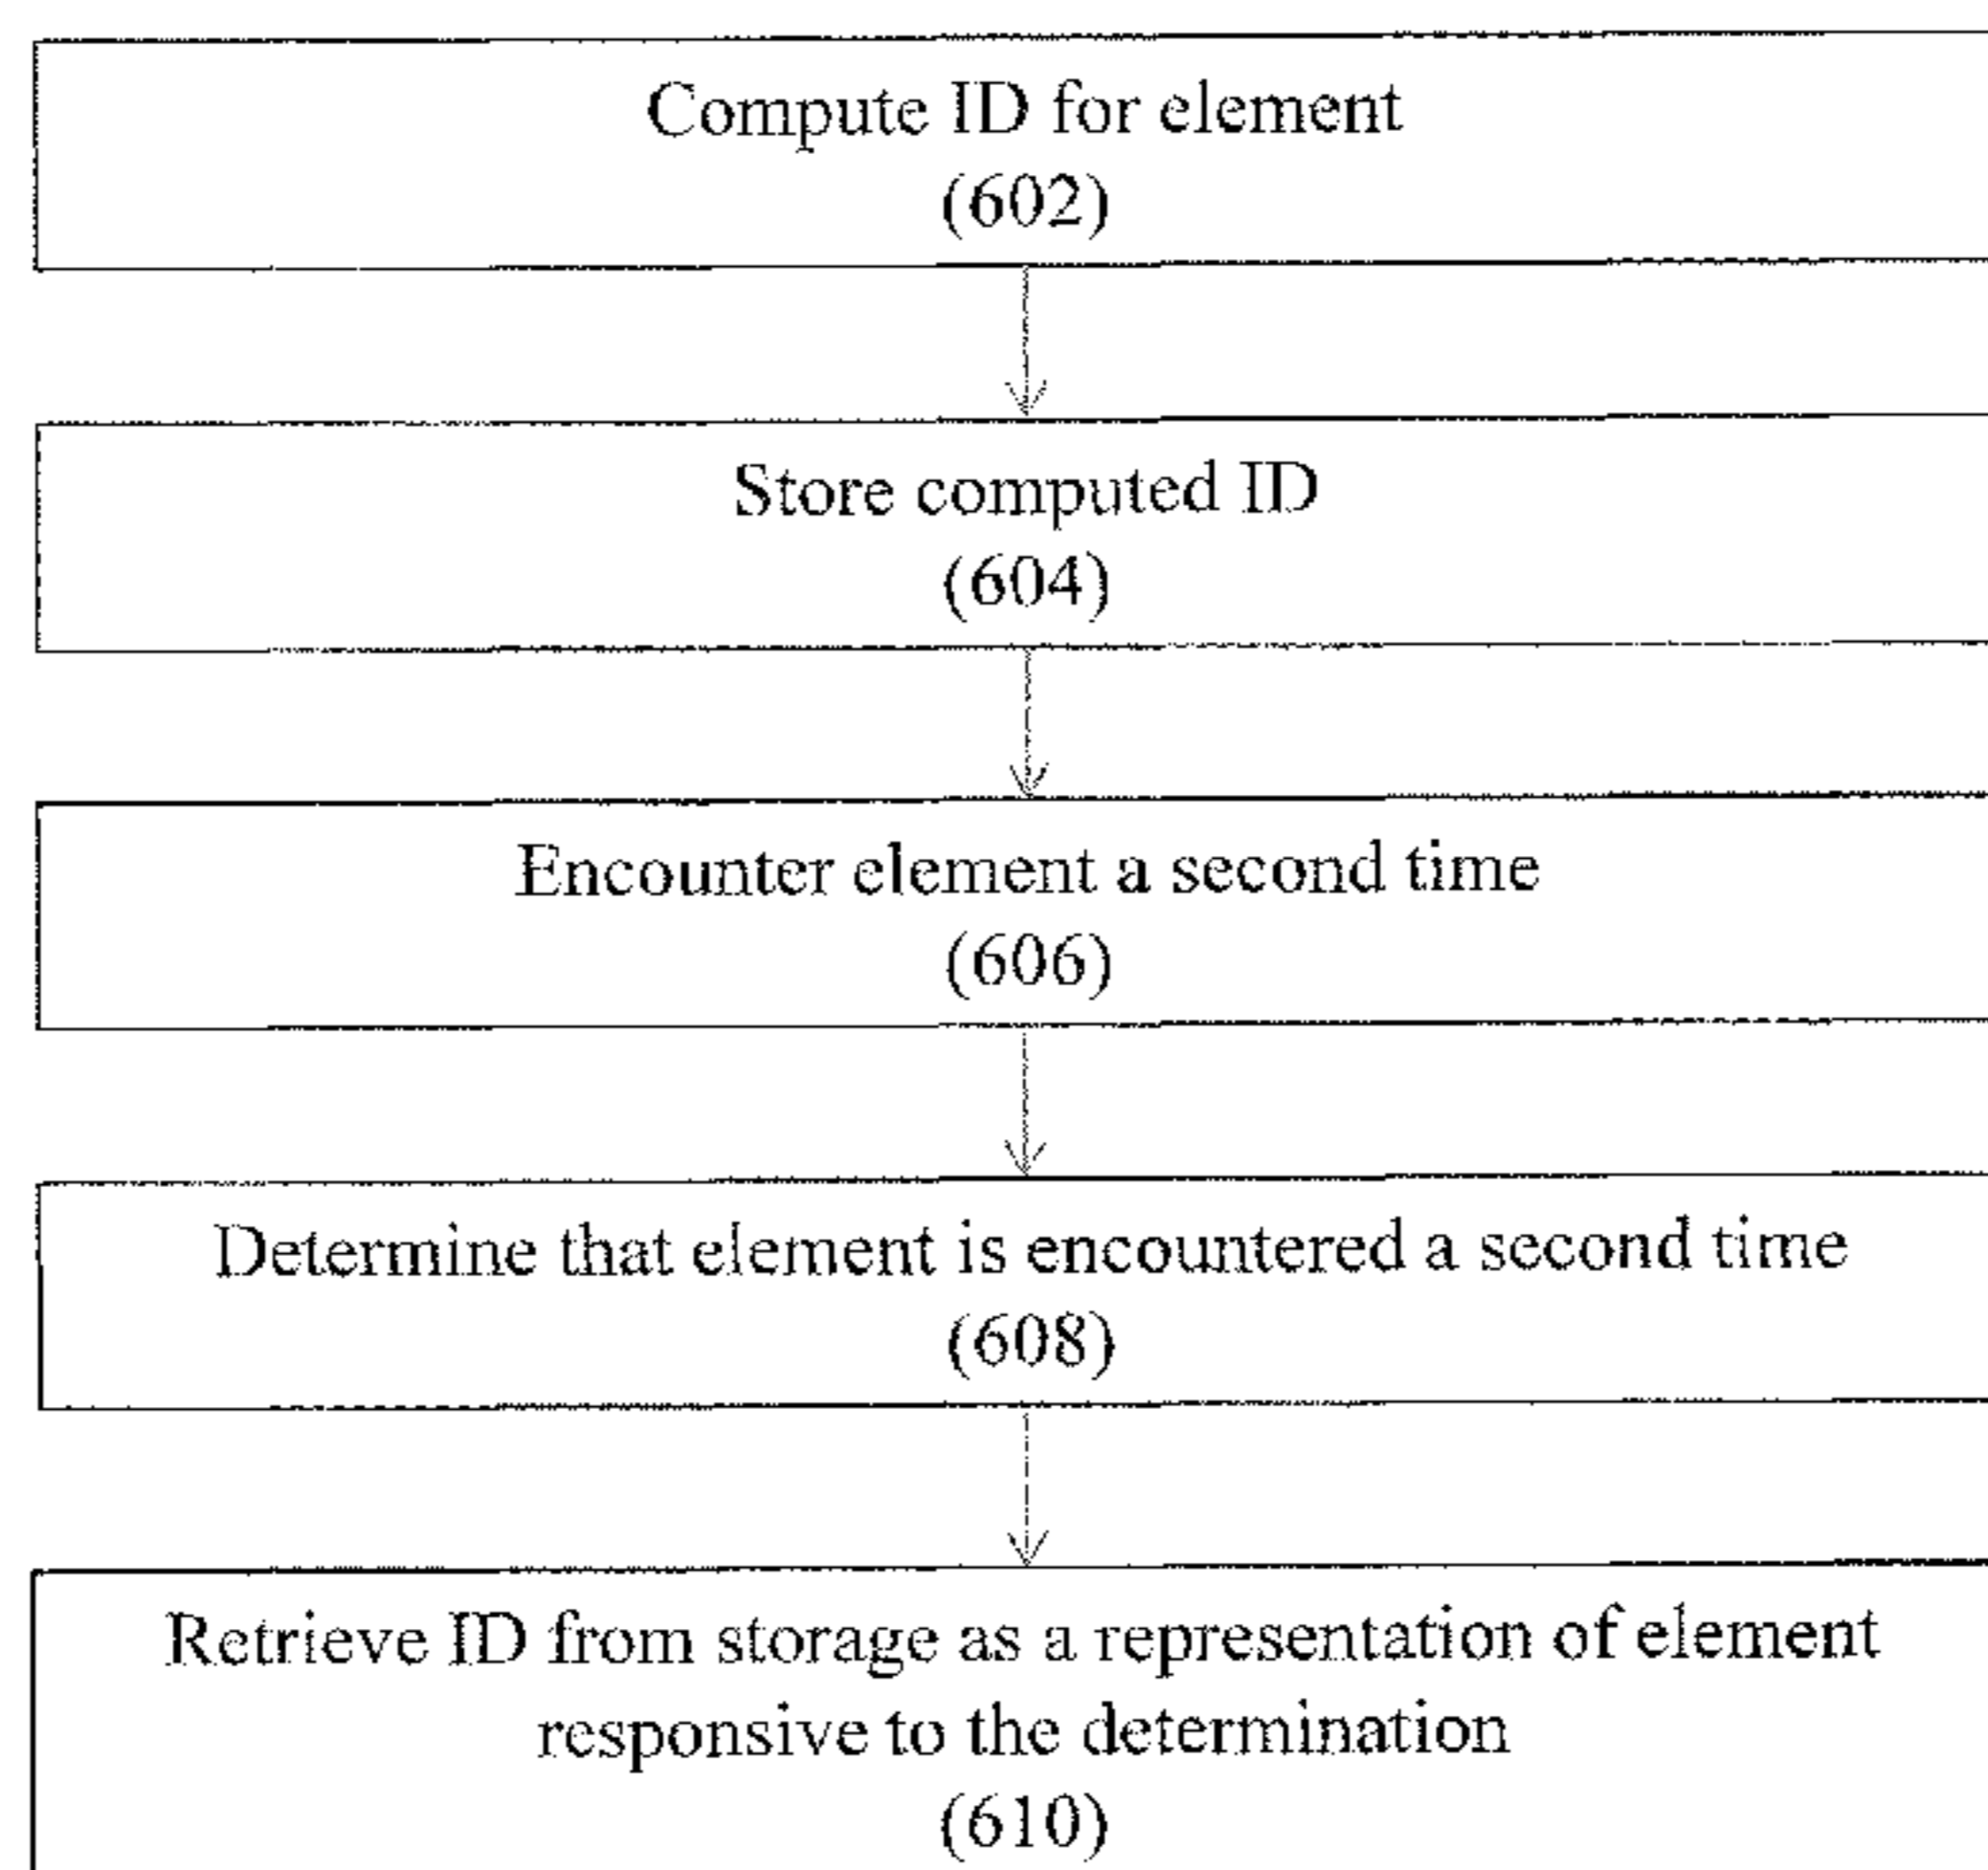 Compute ID for element
(602)
Store computed ID
(604)
Encounter element a second time
(606)
Determine that element is encountered a second time
(608)
Retrieve ID from storage as a representation of element
responsive to the determination
(610)